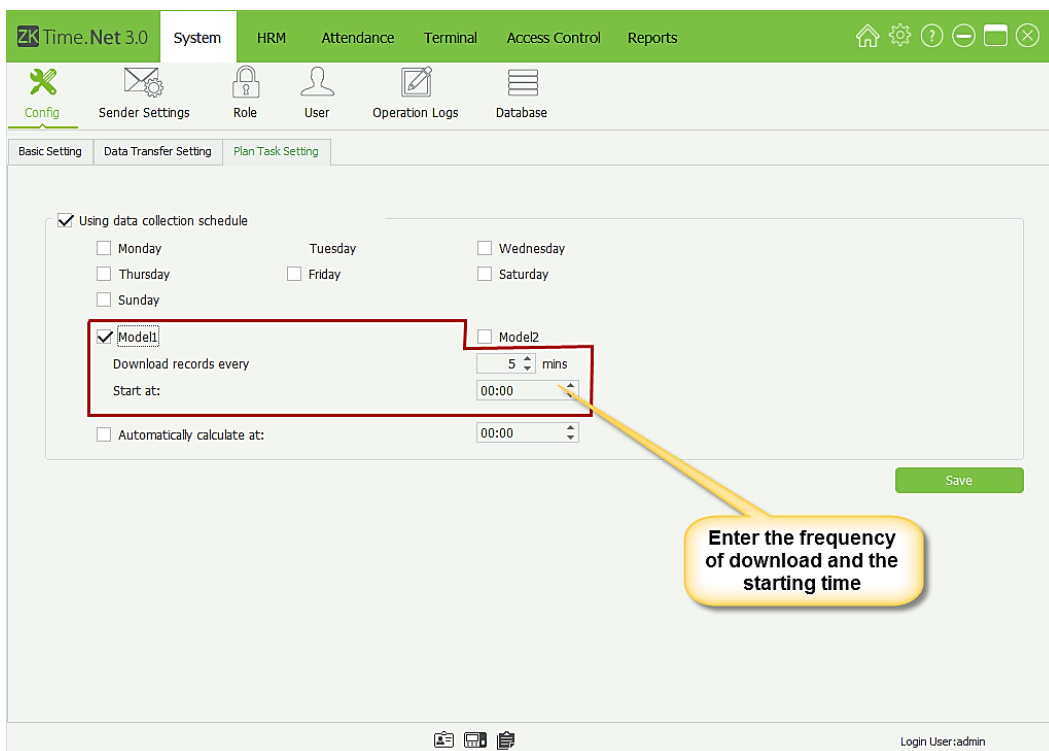 ZK Time.Net 3.0 System HRM Attendance Terminal Access Control Reports
Config Sender Settings Role User Operation Logs Database
Basic Setting Data Transfer Setting Plan Task Setting
Using data collection schedule
Monday Tuesday Wednesday
Thursday Friday Saturday
Sunday
Model1 Model2
Download records every 5 mins
Start at: 00:00
Automatically calculate at: 00:00
Save
Enter the frequency
of download and the
starting time
Login User:admin